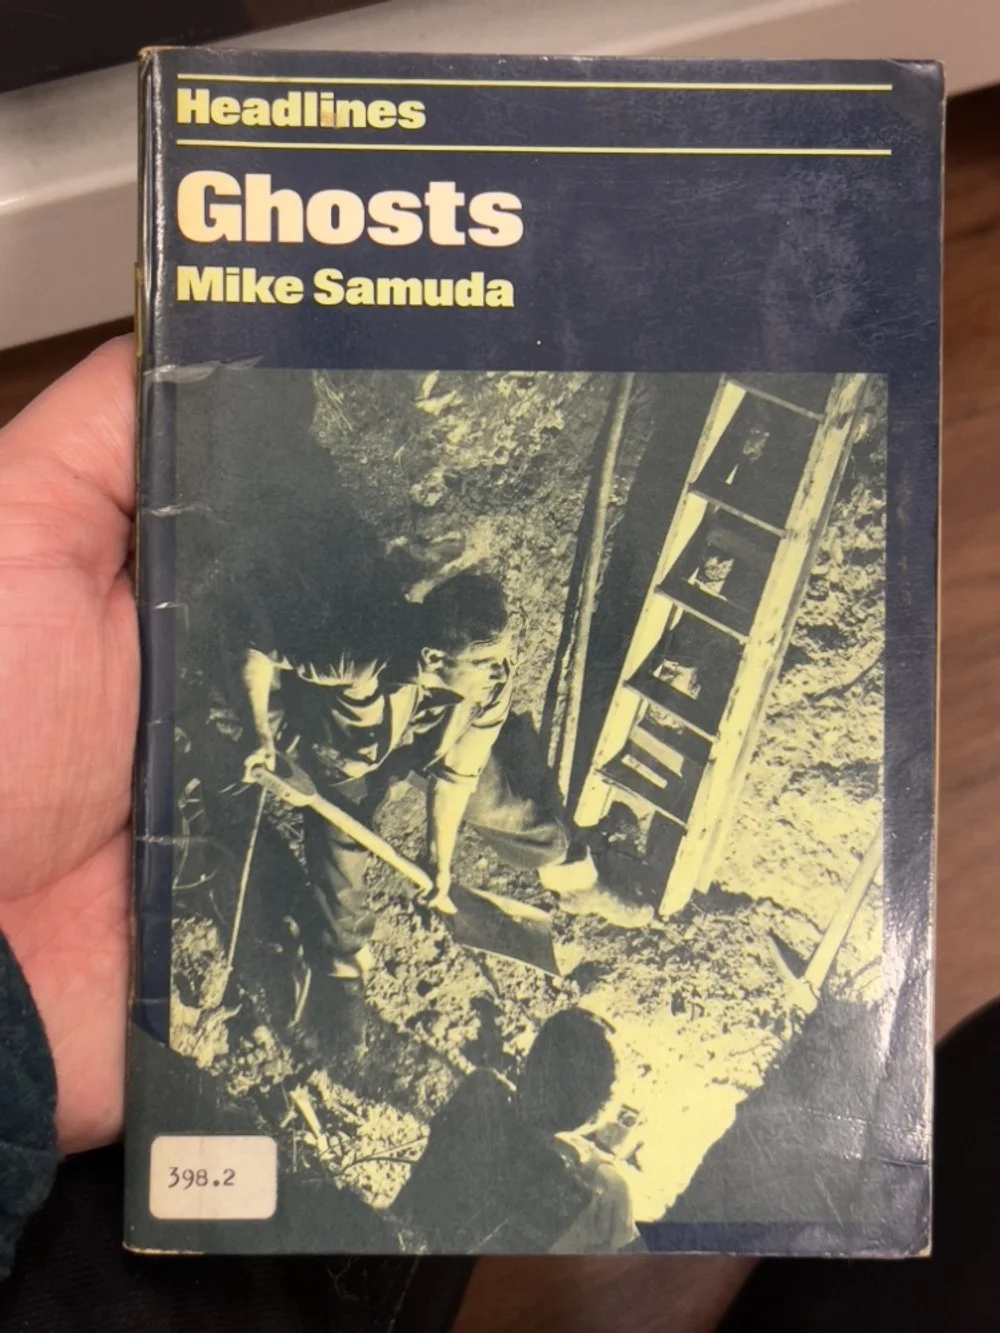 Headlines
Ghosts
Mike Samuda
398.2